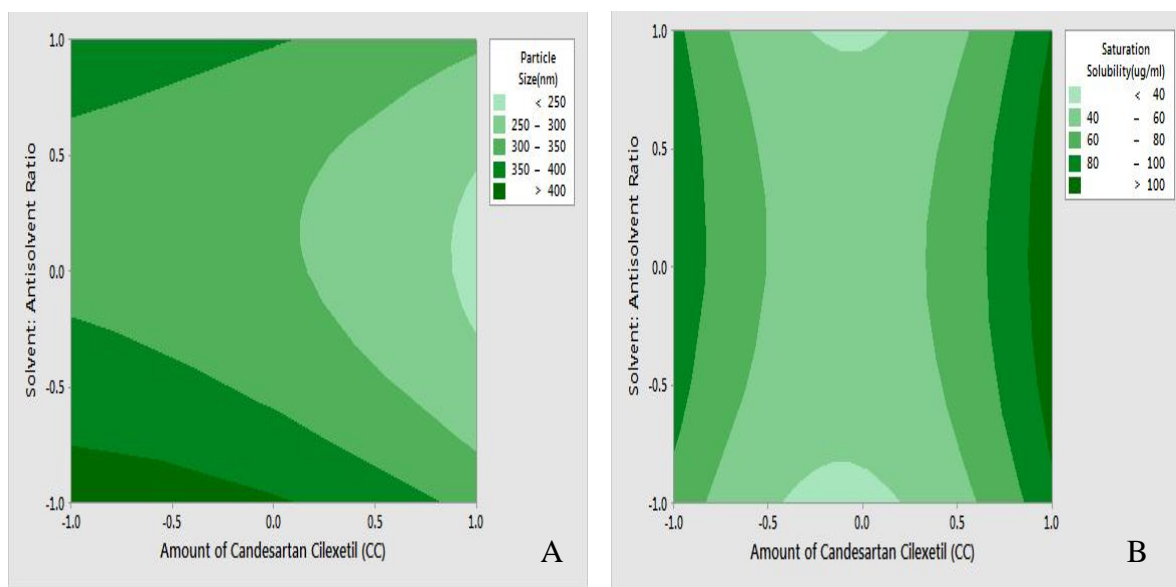 Solvent: Antisolvent Ratio
1.0
0.5
0.0
-0.5
-1.0
-1.0 -0.5 0.0 0.5 1.0
Amount of Candesartan Cilexetil (CC)
Particle
Size(nm)
< 250
250 – 300
300 – 350
350 – 400
> 400
A
Solvent: Antisolvent Ratio
1.0
0.5
0.0
-0.5
-1.0
-1.0 -0.5 0.0 0.5 1.0
Amount of Candesartan Cilexetil (CC)
Saturation
Solubility(ug/ml)
< 40
40 – 60
60 – 80
80 – 100
> 100
B